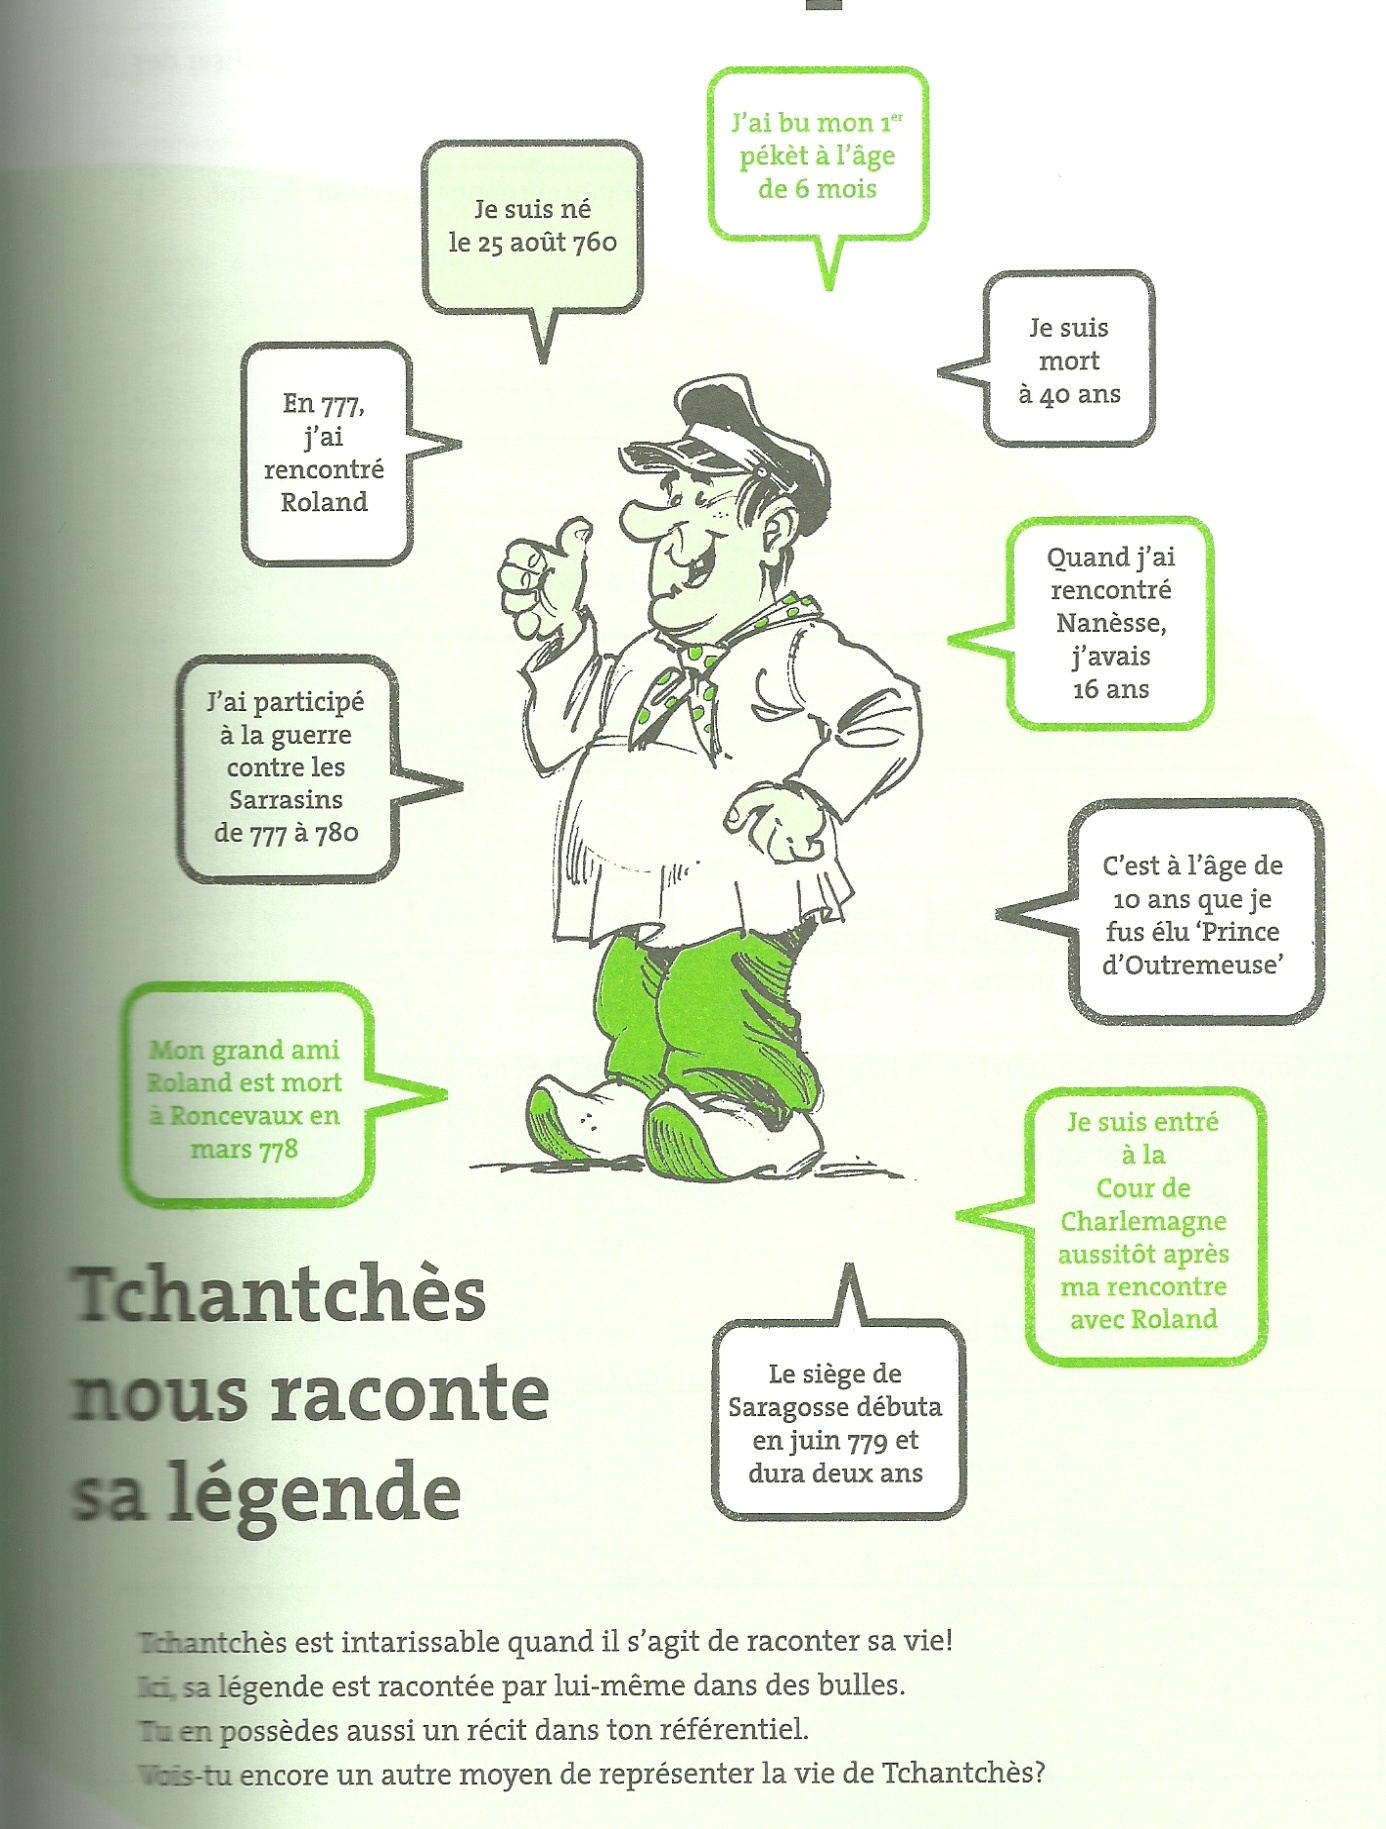 J'ai bu mon 1er
pékèt à l'âge
de 6 mois
Je suis né
le 25 août 760
Je suis
mort
à 40 ans
En 777,
j'ai
rencontré
Roland
Quand j'ai
rencontré
Nanèsse,
j'avais
16 ans
J'ai participé
à la guerre
contre les
Sarrasins
de 777 à 780
C'est à l'âge de
10 ans que je
fus élu ‘Prince
d'Outremeuse’
Mon grand ami
Roland est mort
à Roncevaux en
mars 778
Je suis entré
à la
Cour de
Charlemagne
aussitôt après
ma rencontre
avec Roland
Le siège de
Saragosse débuta
en juin 779 et
dura deux ans
Tchantchès
nous raconte
sa légende
Tchantchès est intarissable quand il s'agit de raconter sa vie!
Ici, sa légende est racontée par lui-même dans des bulles.
Tu en possèdes aussi un récit dans ton référentiel.
Vois-tu encore un autre moyen de représenter la vie de Tchantchès?